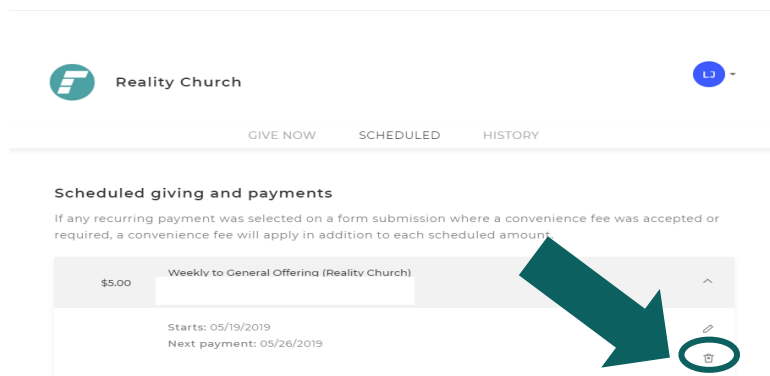 Reality Church
LJ
GIVE NOW SCHEDULED HISTORY
Scheduled giving and payments
If any recurring payment was selected on a form submission where a convenience fee was accepted or
required, a convenience fee will apply in addition to each scheduled amount.
$5.00 Weekly to General Offering (Reality Church)
Starts: 05/19/2019
Next payment: 05/26/2019